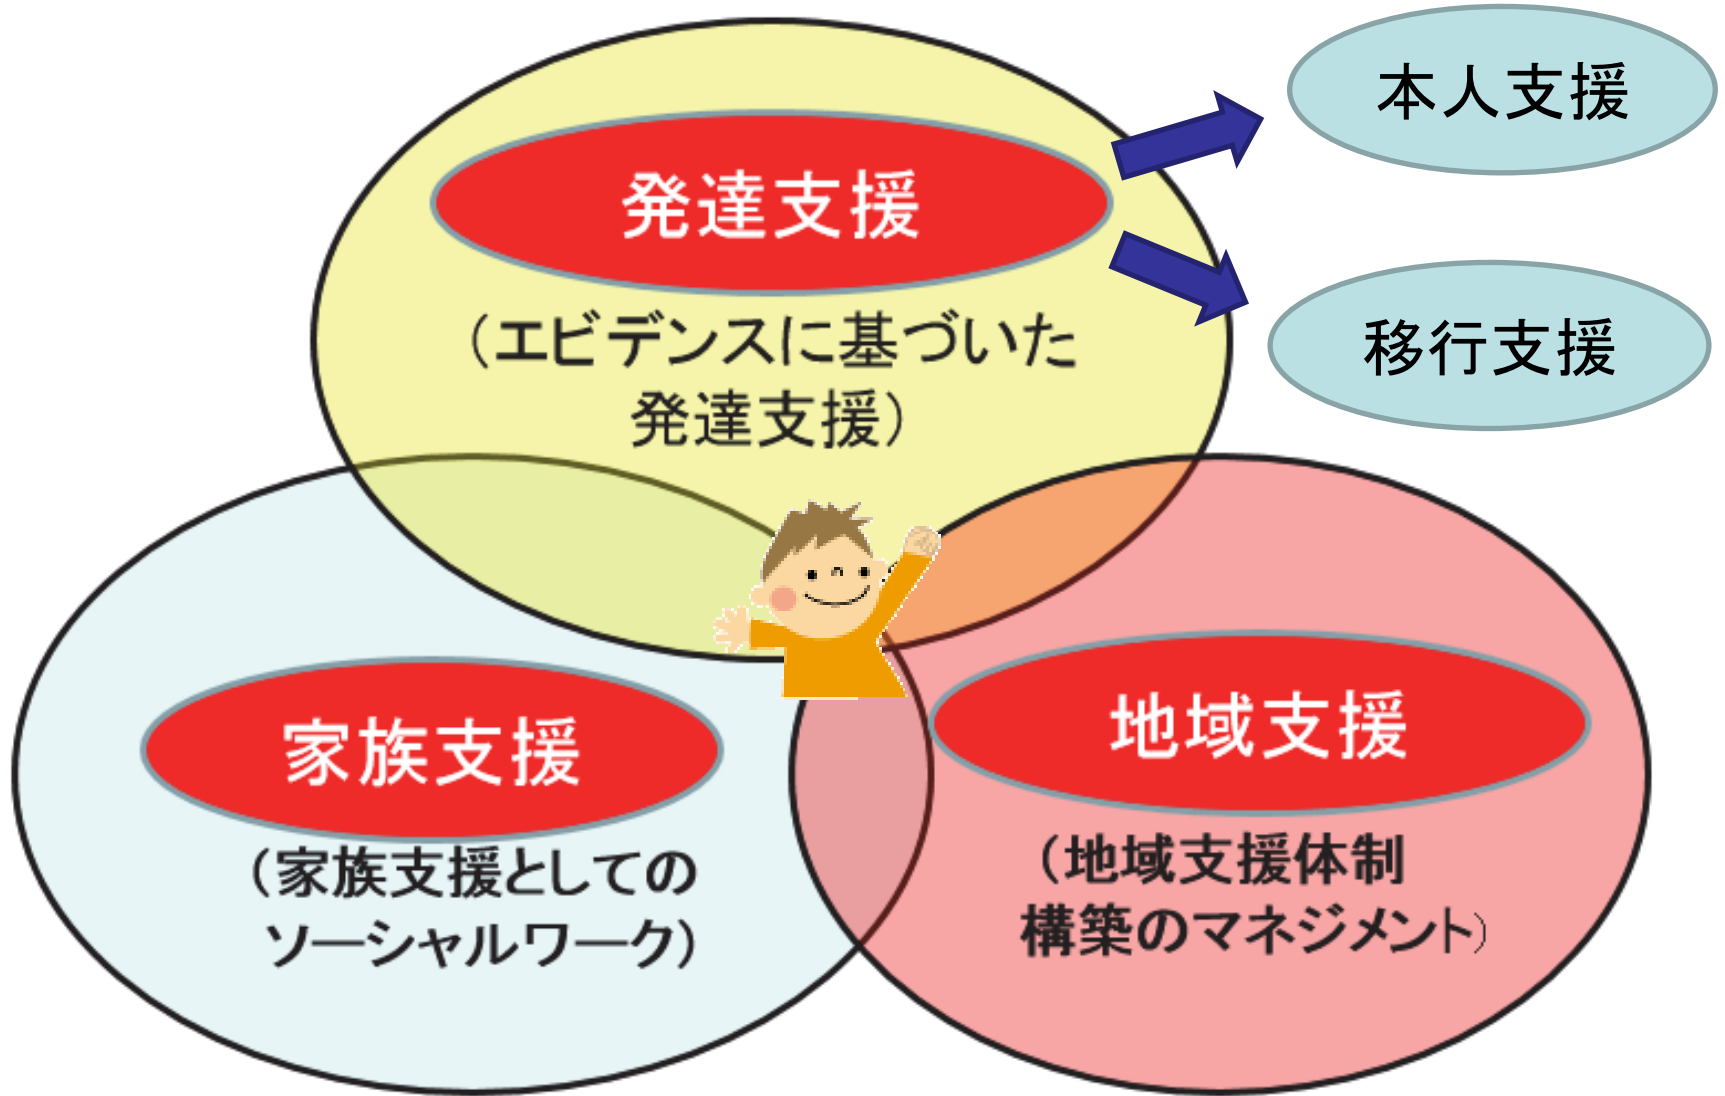 本人支援
発達支援
移行支援
（エビデンスに基づいた
発達支援）
家族支援
（家族支援としての
ソーシャルワーク）
地域支援
（地域支援体制
構築のマネジメント）